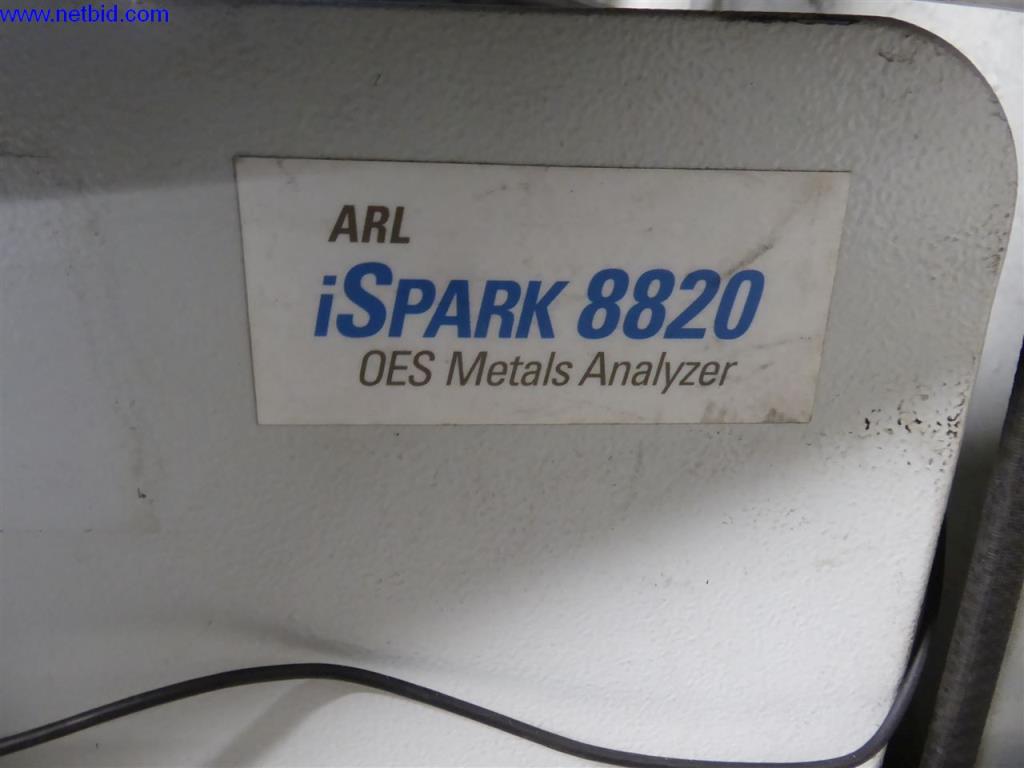 www.netbid.com
ARL
iSPARK 8820
OES Metals Analyzer